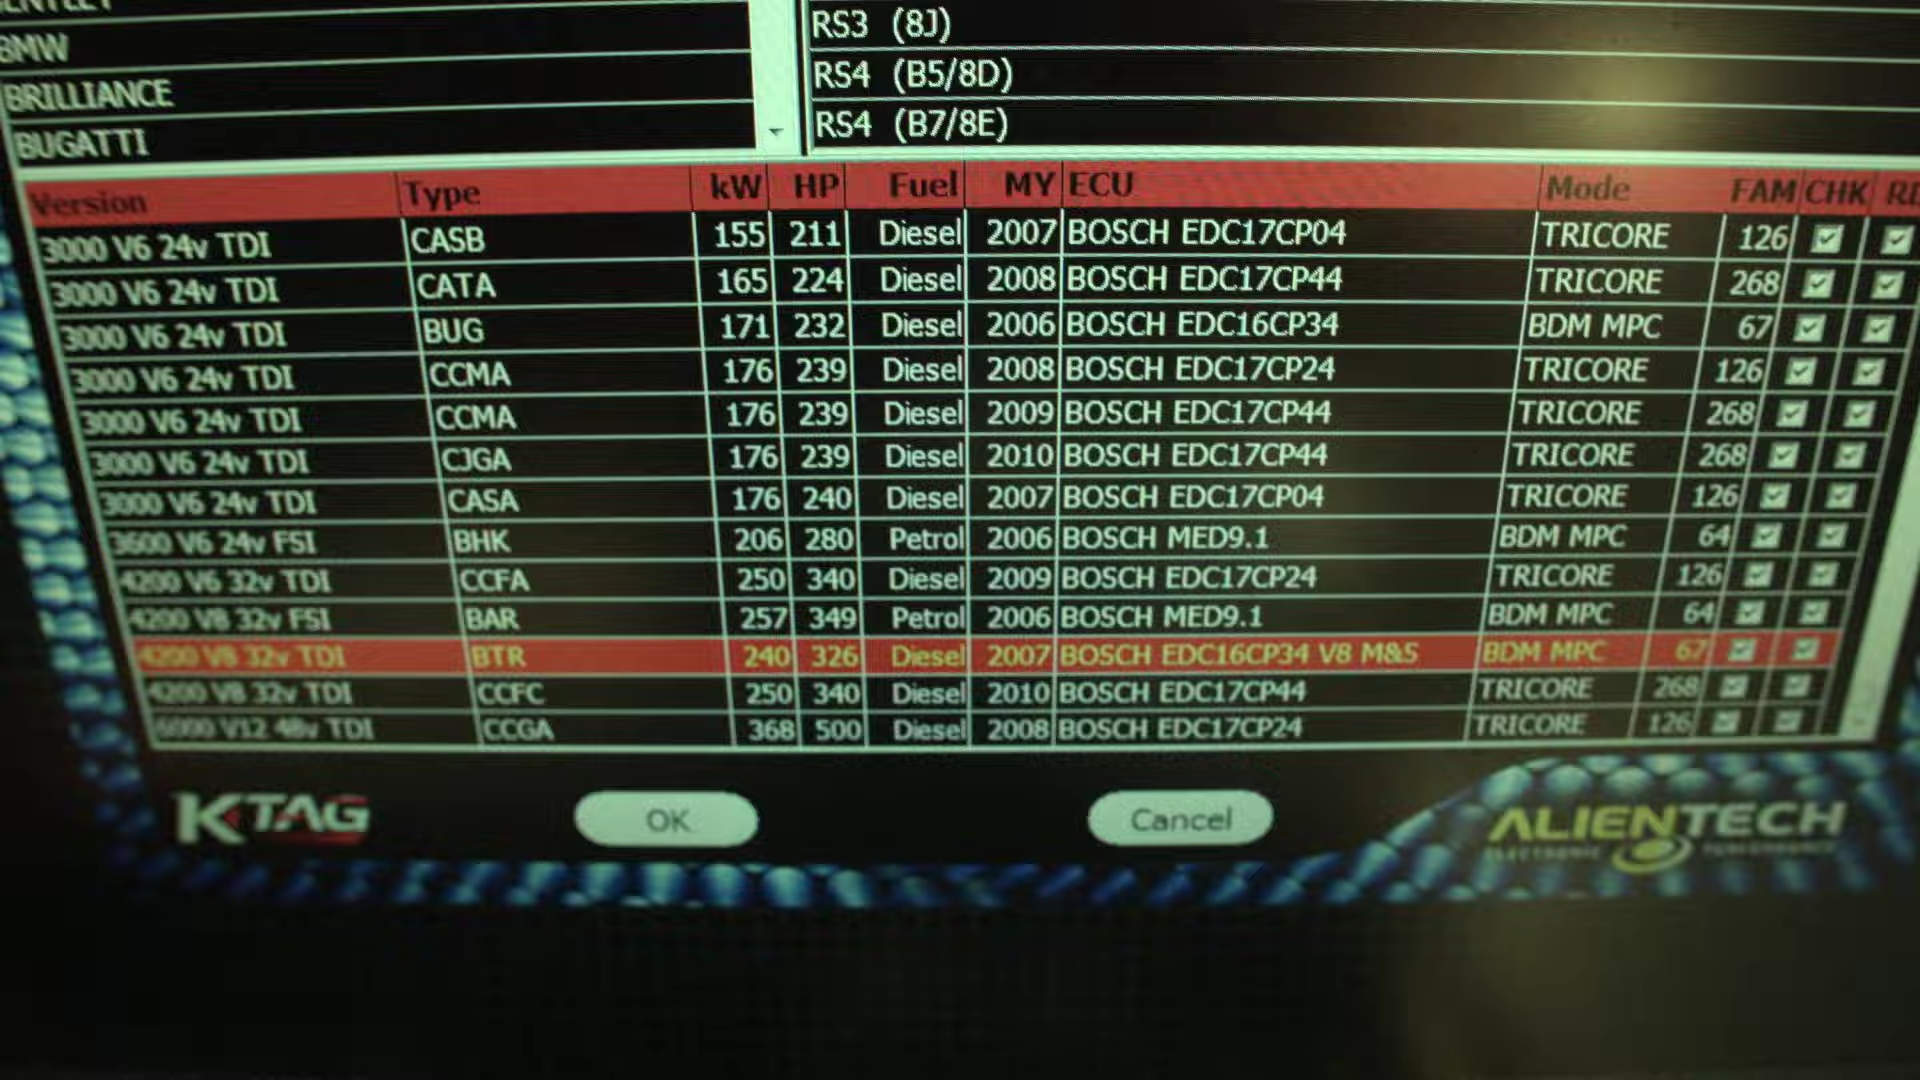 BMW
BRILLIANCE
BUGATTI
RS3 (8J)
RS4 (B5/8D)
RS4 (B7/8E)
Version Type kW HP Fuel MY ECU Mode FAM CHK
3000 V6 24v TDI CASB 155 211 Diesel 2007 BOSCH EDC17CP04 TRICORE 126
3000 V6 24v TDI CATA 165 224 Diesel 2008 BOSCH EDC17CP44 TRICORE 268
3000 V6 24v TDI BUG 171 232 Diesel 2006 BOSCH EDC16CP34 BDM MPC 67
3000 V6 24v TDI CCMA 176 239 Diesel 2008 BOSCH EDC17CP24 TRICORE 126
3000 V6 24v TDI CCMA 176 239 Diesel 2009 BOSCH EDC17CP44 TRICORE 268
3000 V6 24v TDI CJGA 176 239 Diesel 2010 BOSCH EDC17CP44 TRICORE 268
3000 V6 24v TDI CASA 176 240 Diesel 2007 BOSCH EDC17CP04 TRICORE 126
3600 V6 24v FSI BHK 206 280 Petrol 2006 BOSCH MED9.1 BDM MPC 64
4200 V6 32v TDI CCFA 250 340 Diesel 2009 BOSCH EDC17CP24 TRICORE 126
4200 V8 32v FSI BAR 257 349 Petrol 2006 BOSCH MED9.1 BDM MPC 64
4200 V8 32v TDI BTR 240 326 Diesel 2007 BOSCH EDC16CP34 V8 M&S BDM MPC 67
4200 V8 32v TDI CCFC 250 340 Diesel 2010 BOSCH EDC17CP44 TRICORE 268
6000 V12 48v TDI CCGA 368 500 Diesel 2008 BOSCH EDC17CP24 TRICORE 126
KTAG
OK
Cancel
ALIENTECH